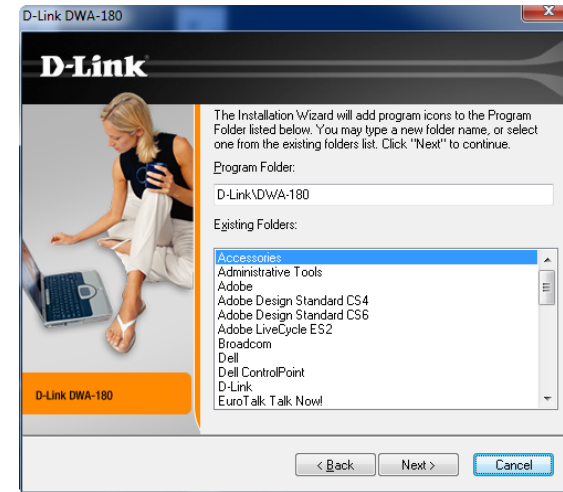 D-Link DWA-180
D-Link
The Installation Wizard will add program icons to the Program
Folder listed below. You may type a new folder name, or select
one from the existing folders list. Click "Next" to continue.
Program Folder:
D-Link\DWA-180
Existing Folders:
Accessories
Administrative Tools
Adobe
Adobe Design Standard CS4
Adobe Design Standard CS6
Adobe LiveCycle ES2
Broadcom
Dell
Dell ControlPoint
D-Link
EuroTalk Talk Now!
D-Link DWA-180
< Back
Next >
Cancel